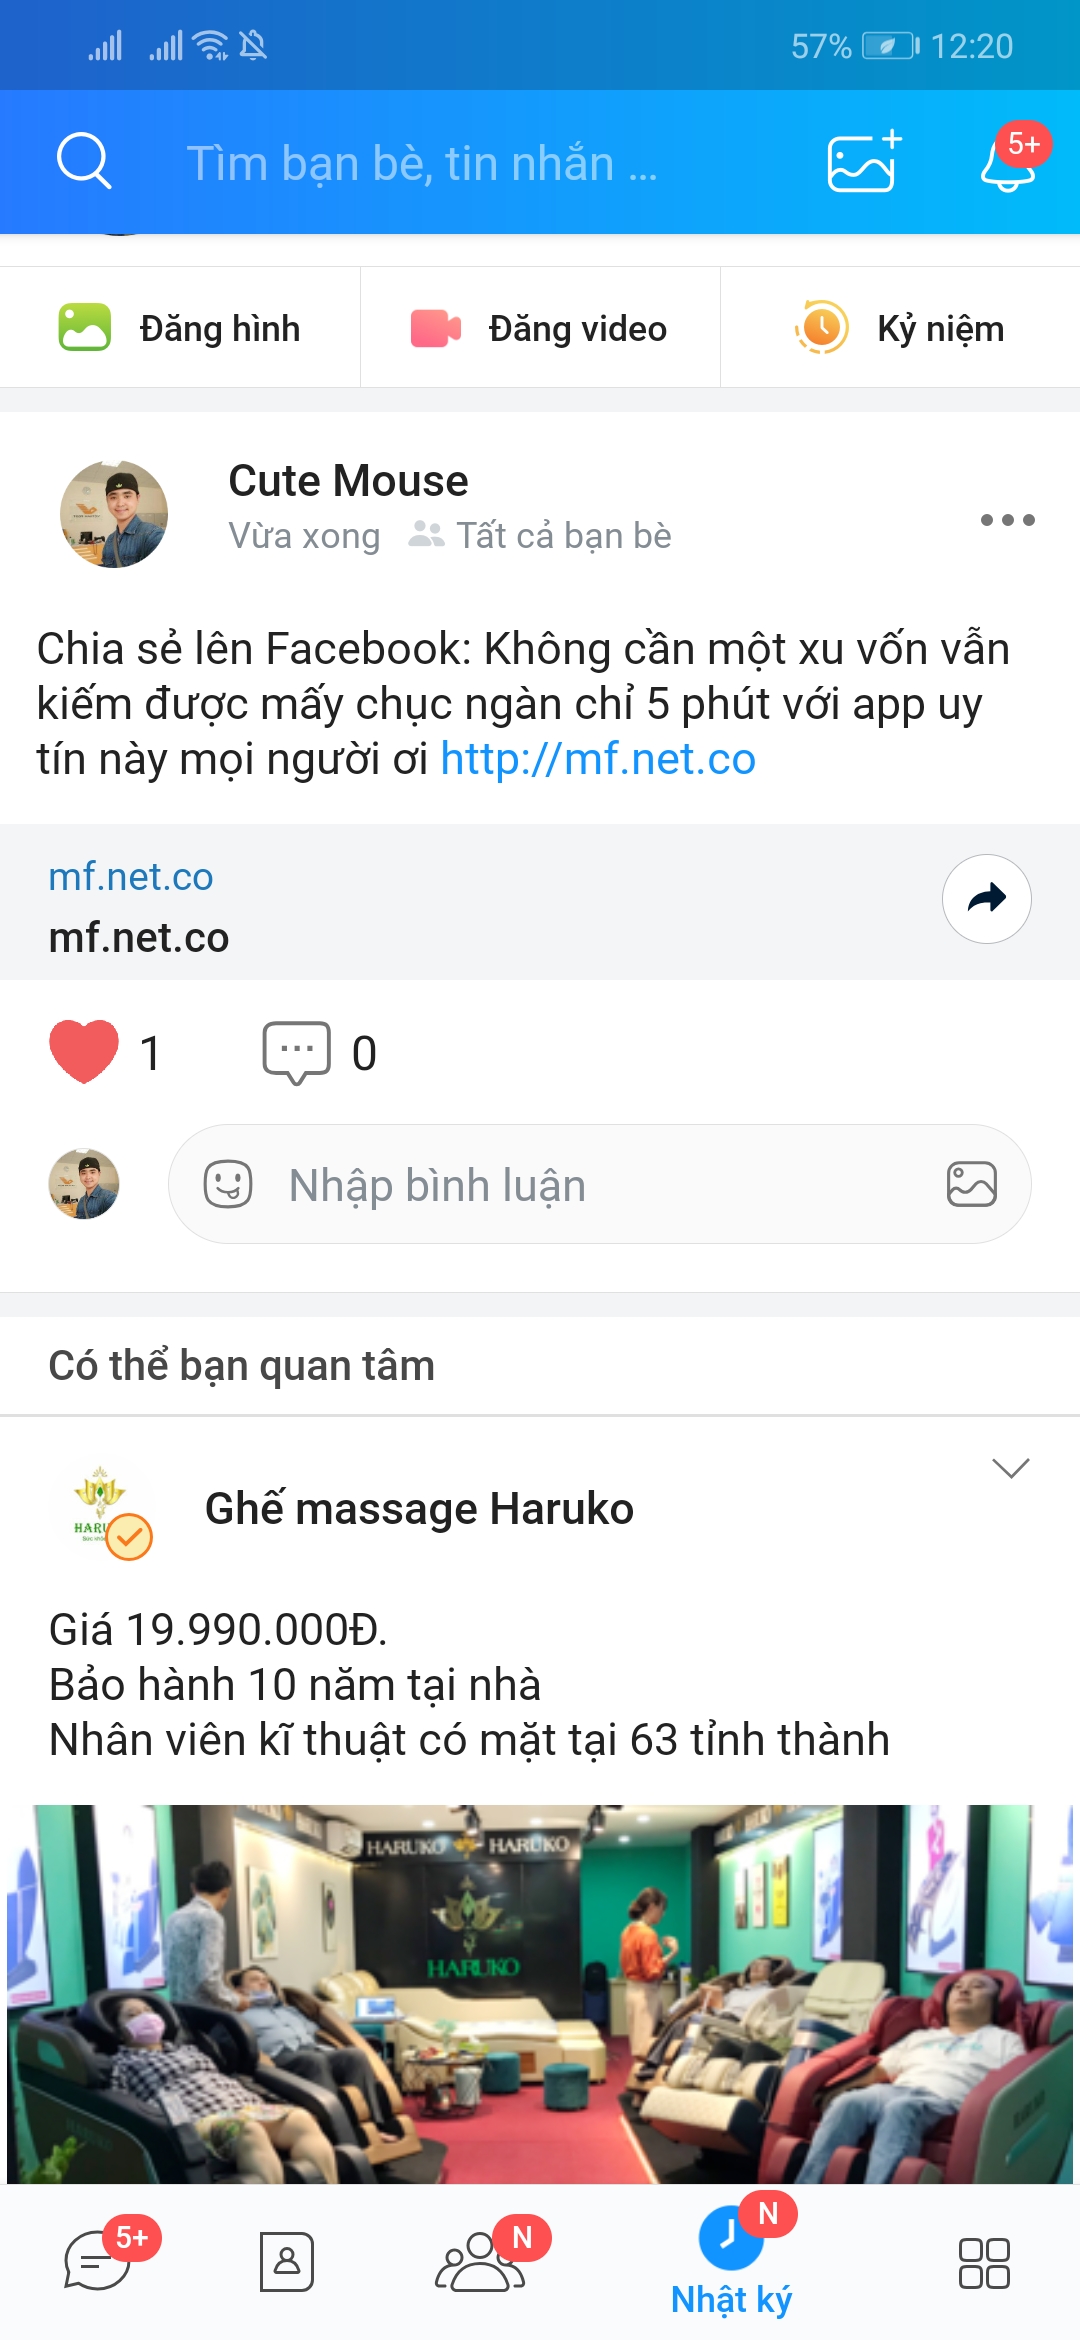 57% 12:20
Tìm bạn bè, tin nhắn ...
5+
Đăng hình
Đăng video
Kỷ niệm
Cute Mouse
Vừa xong Tất cả bạn bè
Chia sẻ lên Facebook: Không cần một xu vốn vẫn
kiếm được mấy chục ngàn chỉ 5 phút với app uy
tín này mọi người ơi http://mf.net.co
mf.net.co
mf.net.co
1
0
Nhập bình luận
Có thể bạn quan tâm
Ghế massage Haruko
Giá 19.990.000Đ.
Bảo hành 10 năm tại nhà
Nhân viên kĩ thuật có mặt tại 63 tỉnh thành
HARUKO HARUKO
HARUKO
5+
N
N
Nhật ký